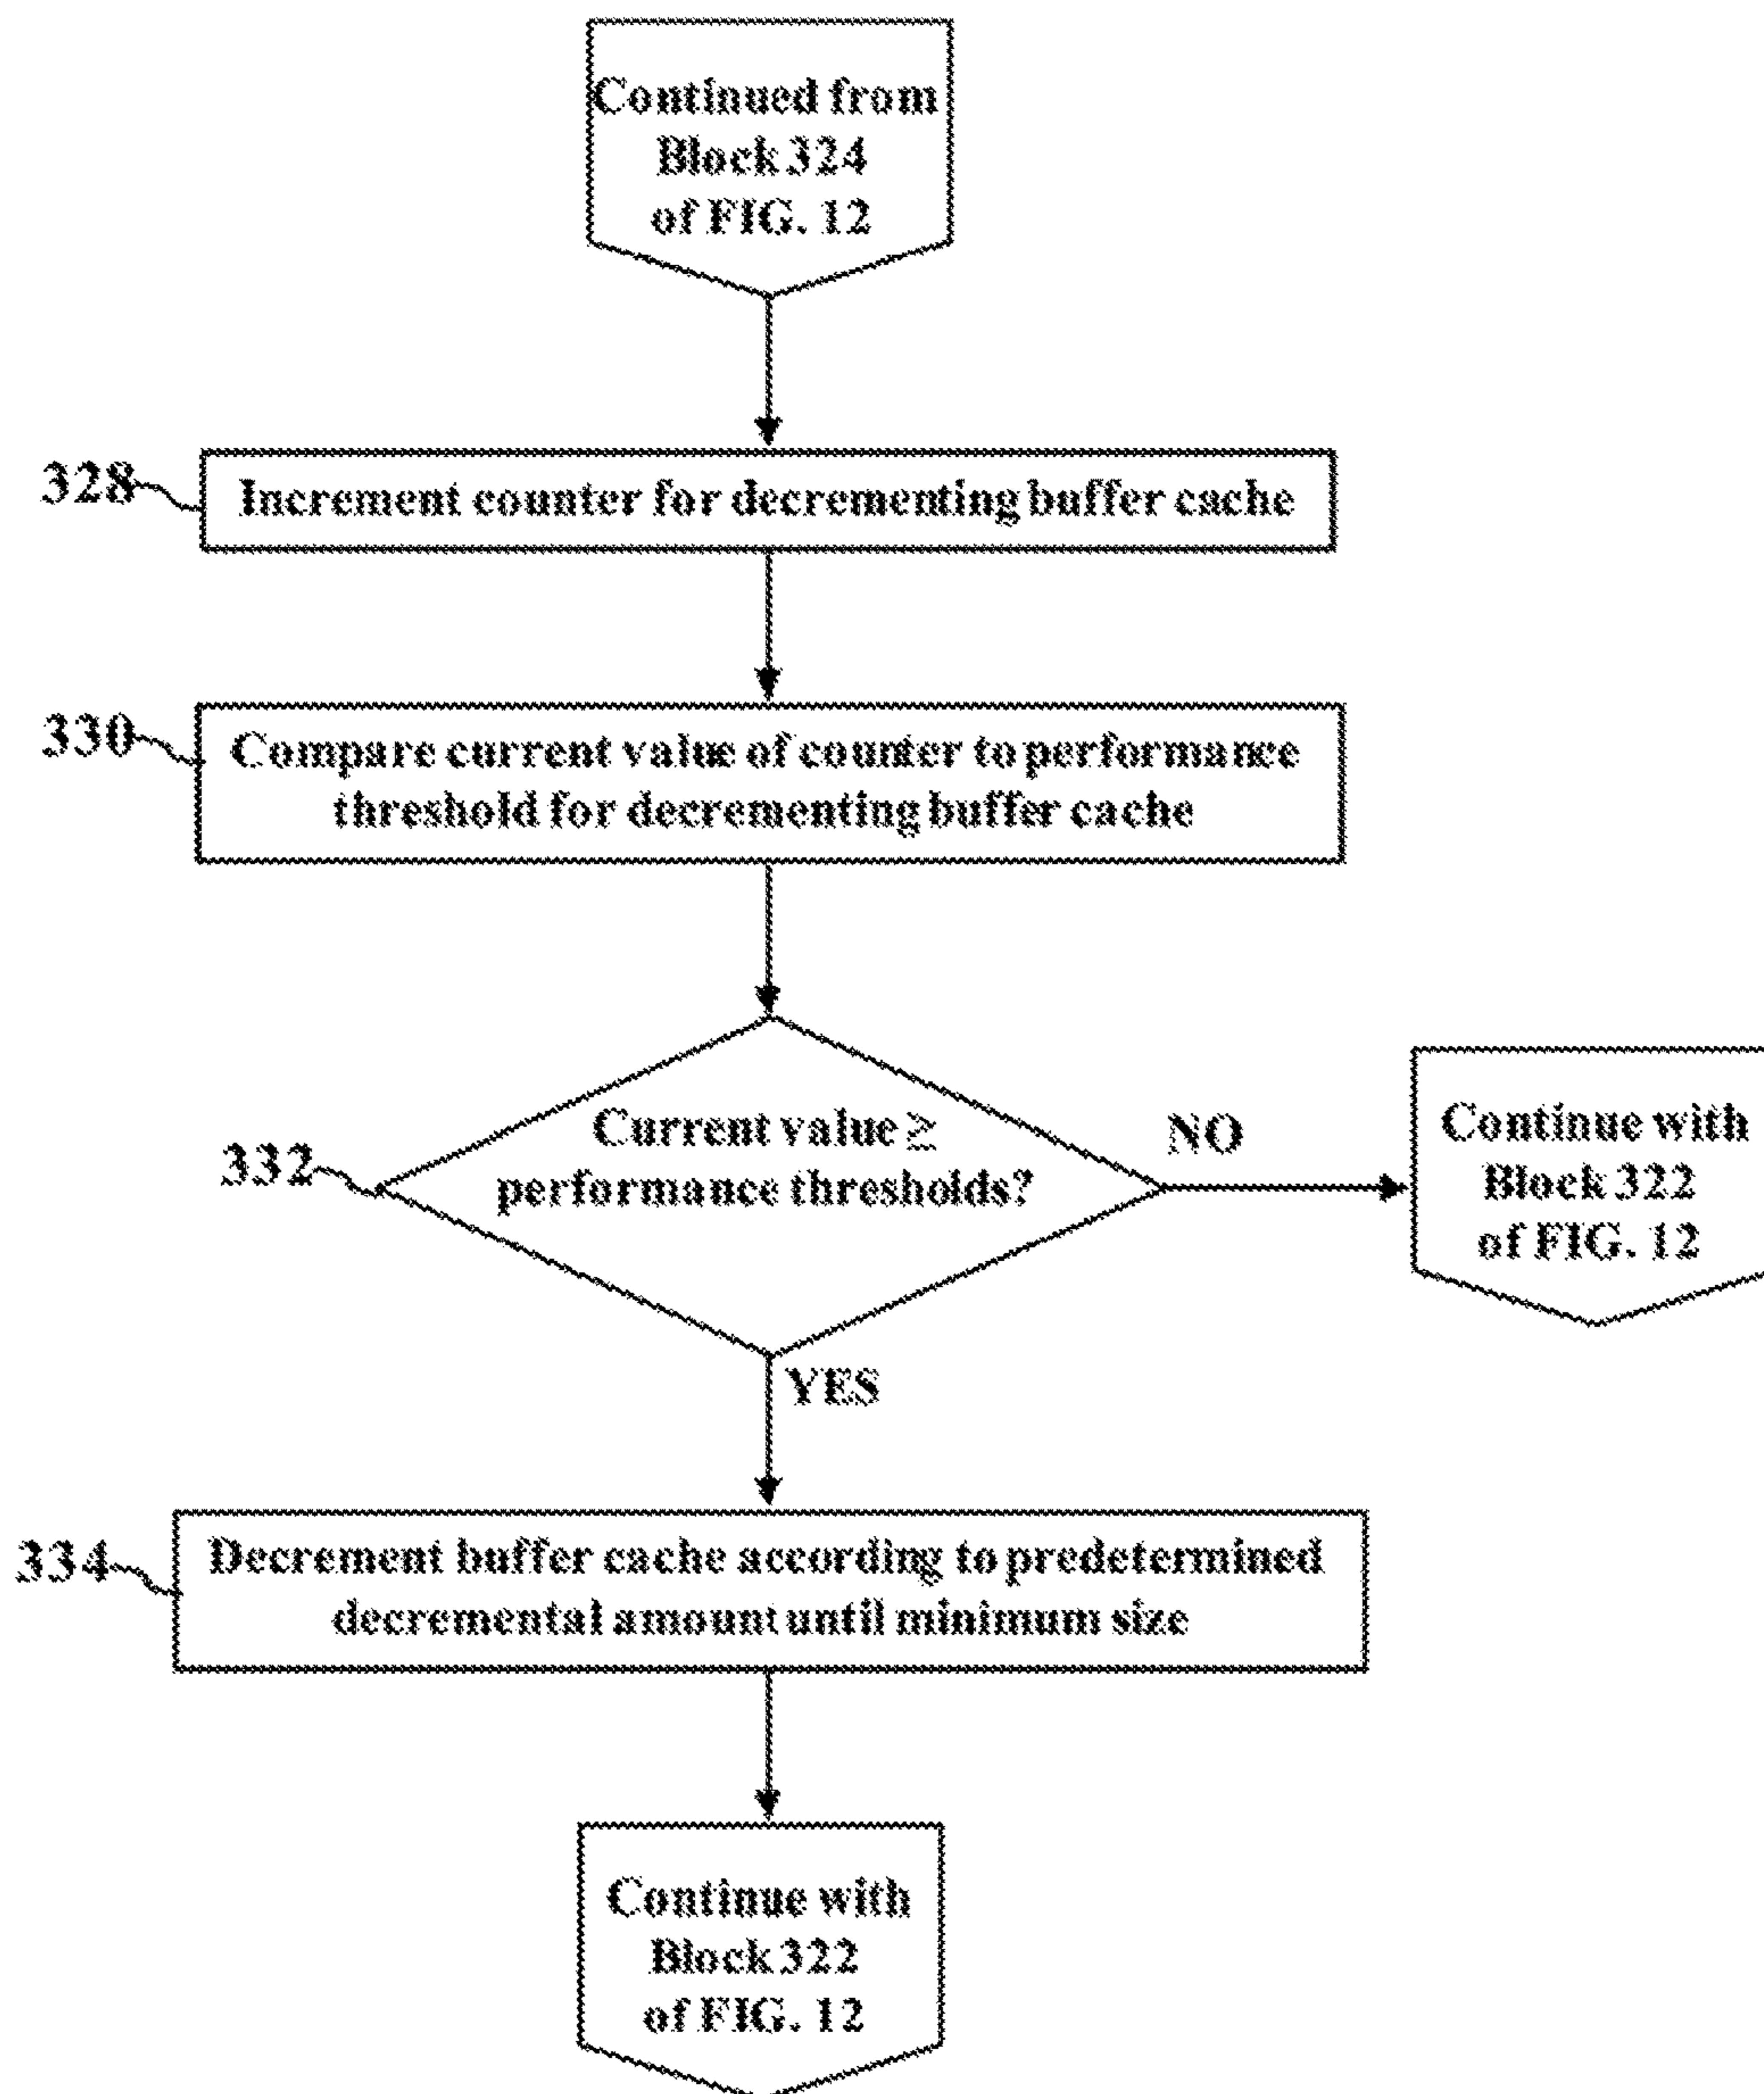 Continued from
Block 324
of FIG. 12
328
Increment counter for decrementing buffer cache
330
Compare current value of counter to performance
threshold for decrementing buffer cache
332
Current value ≥
performance thresholds?
NO
Continue with
Block 322
of FIG. 12
YES
334
Decrement buffer cache according to predetermined
decremental amount until minimum size
Continue with
Block 322
of FIG. 12